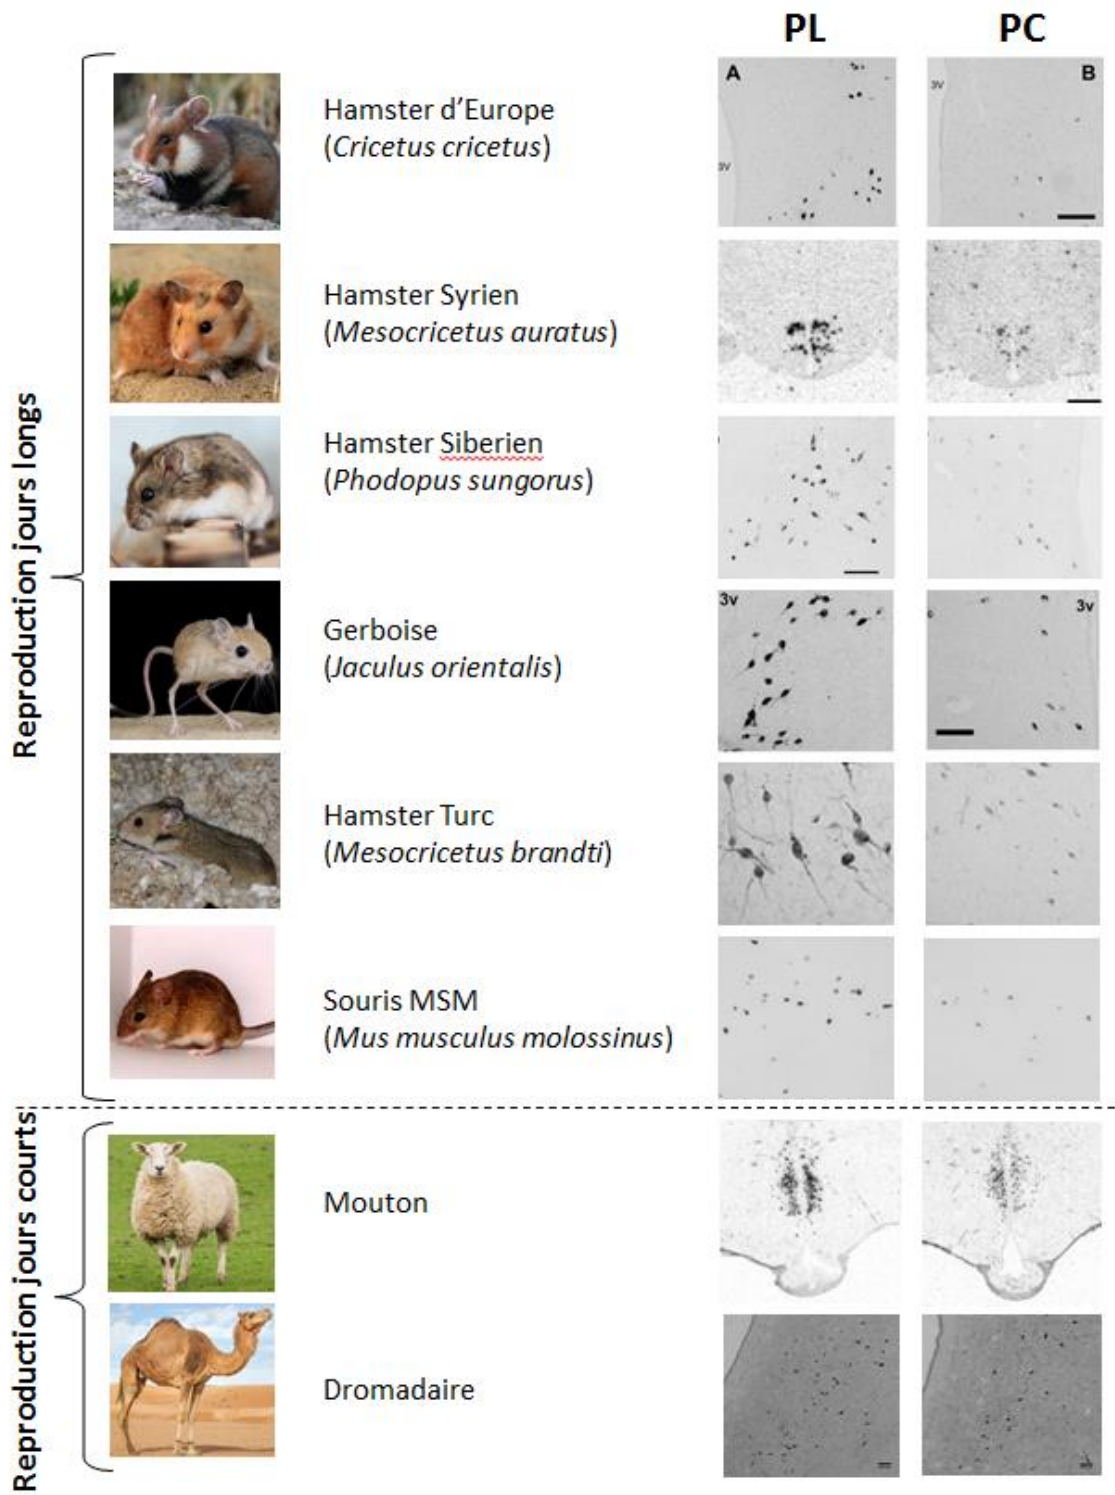 PL PC
Reproduction jours longs
Hamster d’Europe
(Cricetus cricetus)
A
3V
3V
B
Hamster Syrien
(Mesocricetus auratus)
Hamster Siberien
(Phodopus sungorus)
Gerboise
(Jaculus orientalis)
3v
3v
Hamster Turc
(Mesocricetus brandti)
Souris MSM
(Mus musculus molossinus)
Reproduction jours courts
Mouton
Dromadaire